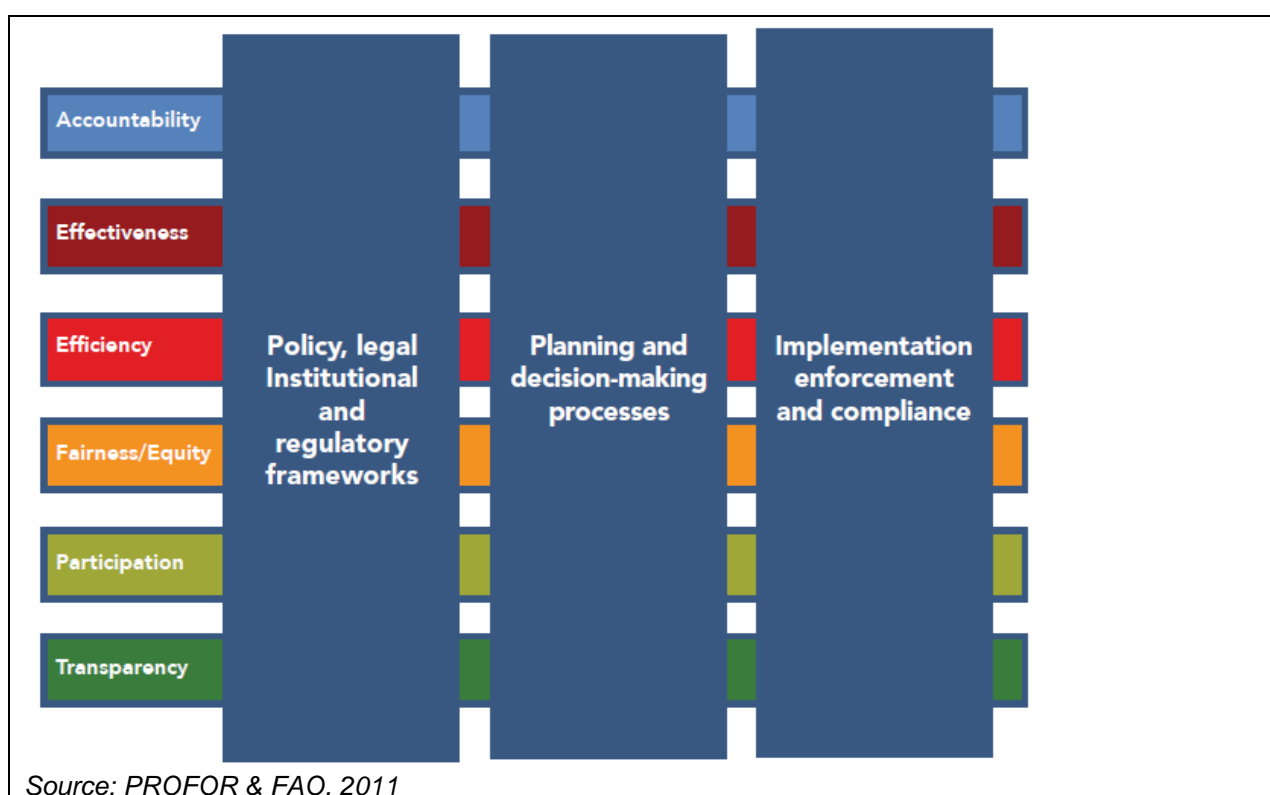 Accountability
Effectiveness
Efficiency
Fairness/Equity
Participation
Transparency
Policy, legal
Institutional
and
regulatory
frameworks
Planning and
decision-making
processes
Implementation
enforcement
and compliance
Source: PROFOR & FAO, 2011